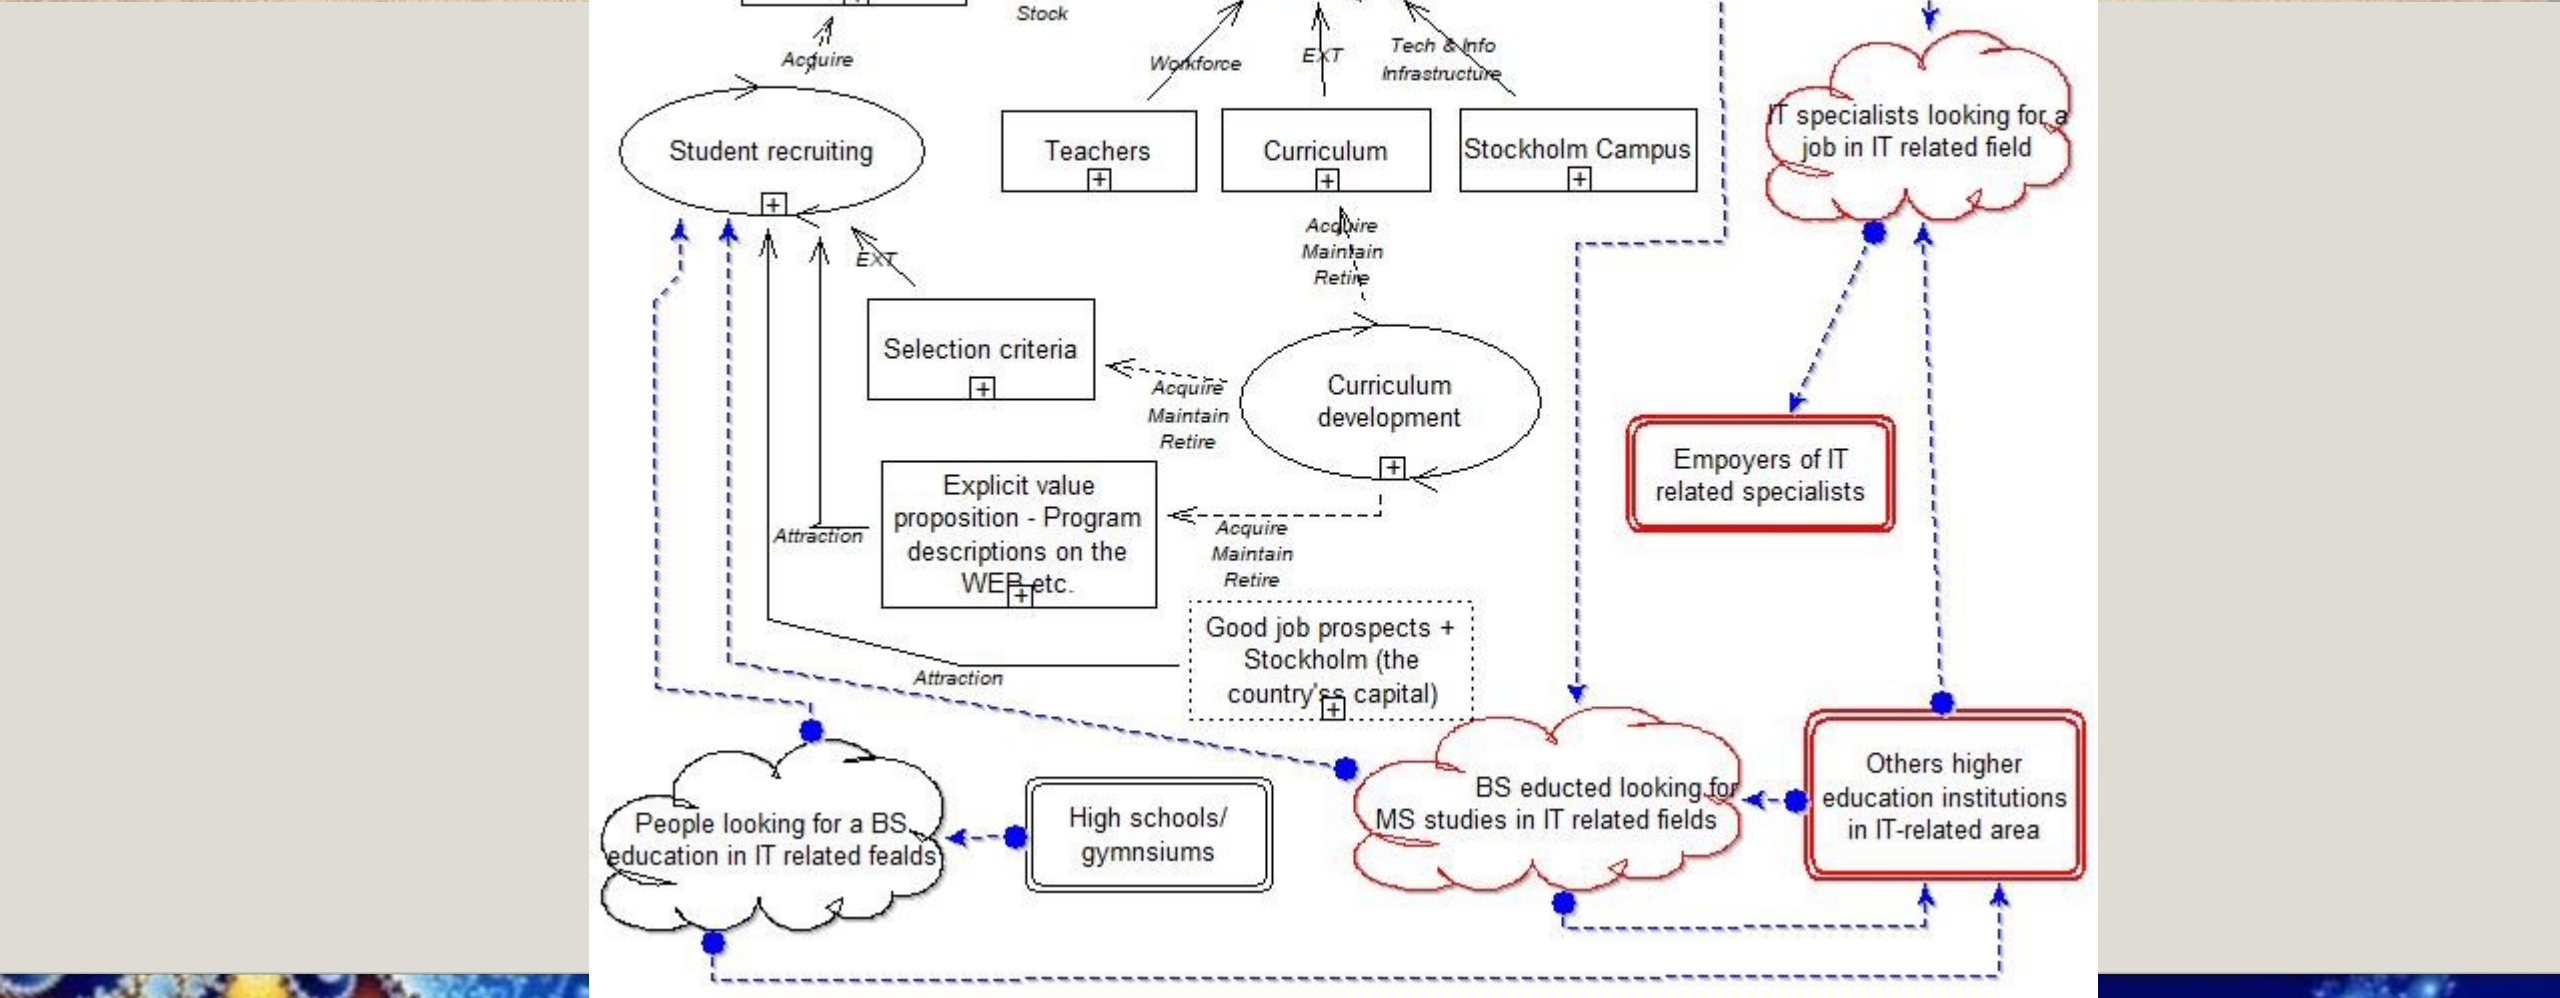 Stock
Acquire
Workforce
EXT
Tech & Info
Infrastructure
IT specialists looking for a
job in IT related field
Student recruiting
Teachers
Curriculum
Stockholm Campus
Acquire
Maintain
Retire
EXT
Selection criteria
Acquire
Maintain
Retire
Curriculum
development
Empoyers of IT
related specialists
Explicit value
proposition - Program
descriptions on the
WEB etc.
Attraction
Acquire
Maintain
Retire
Good job prospects +
Stockholm (the
country'ss capital)
Attraction
People looking for a BS
education in IT related fealds
High schools/
gymnsiums
BS educted looking for
MS studies in IT related fields
Others higher
education institutions
in IT-related area